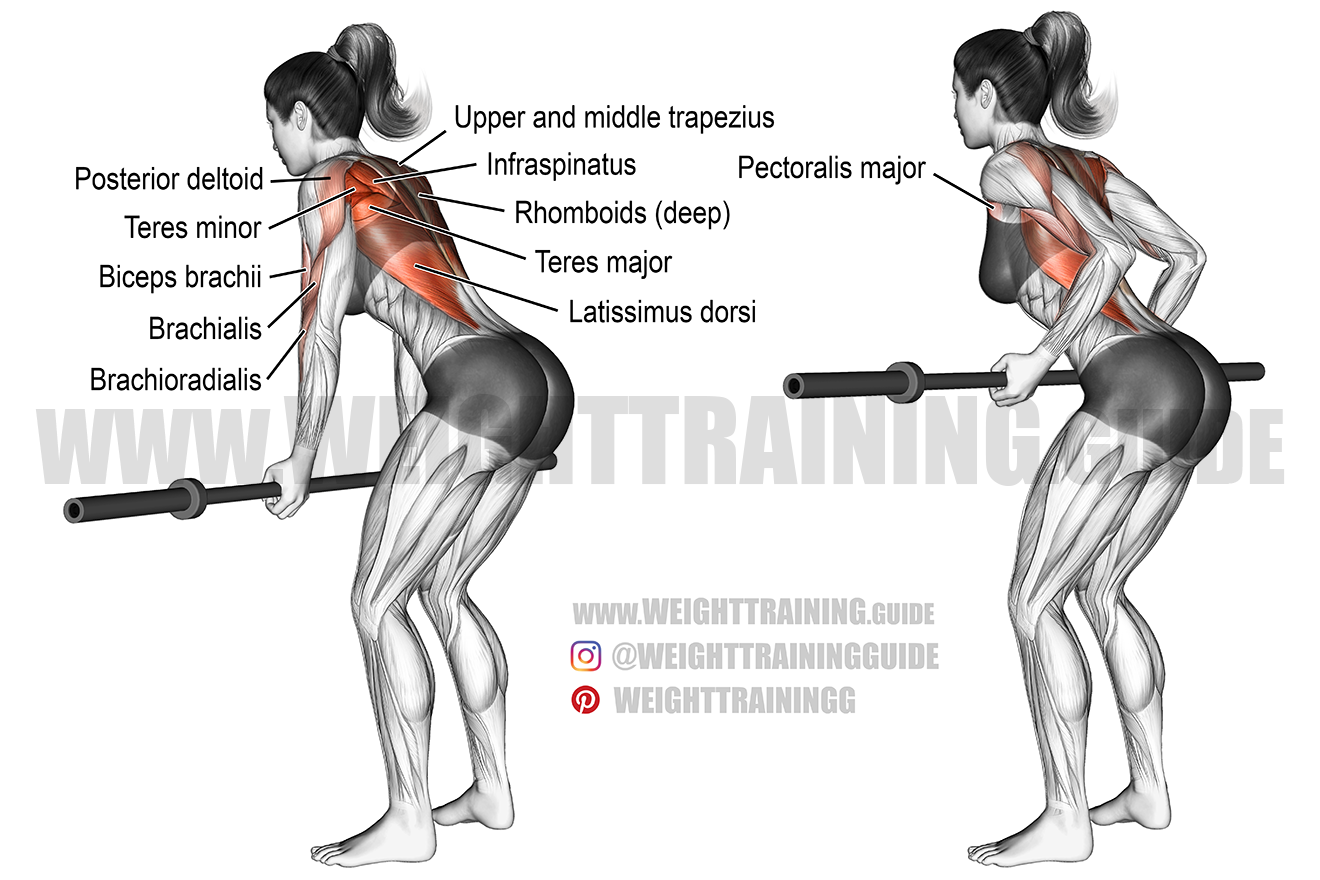 Upper and middle trapezius
Infraspinatus
Rhomboids (deep)
Teres major
Latissimus dorsi
Posterior deltoid
Teres minor
Biceps brachii
Brachialis
Brachioradialis
Pectoralis major
WWW.WEIGHTTRAINING.GUIDE
WWW.WEIGHTTRAINING.GUIDE
@WEIGHTTRAININGGUIDE
WEIGHTTRAININGG